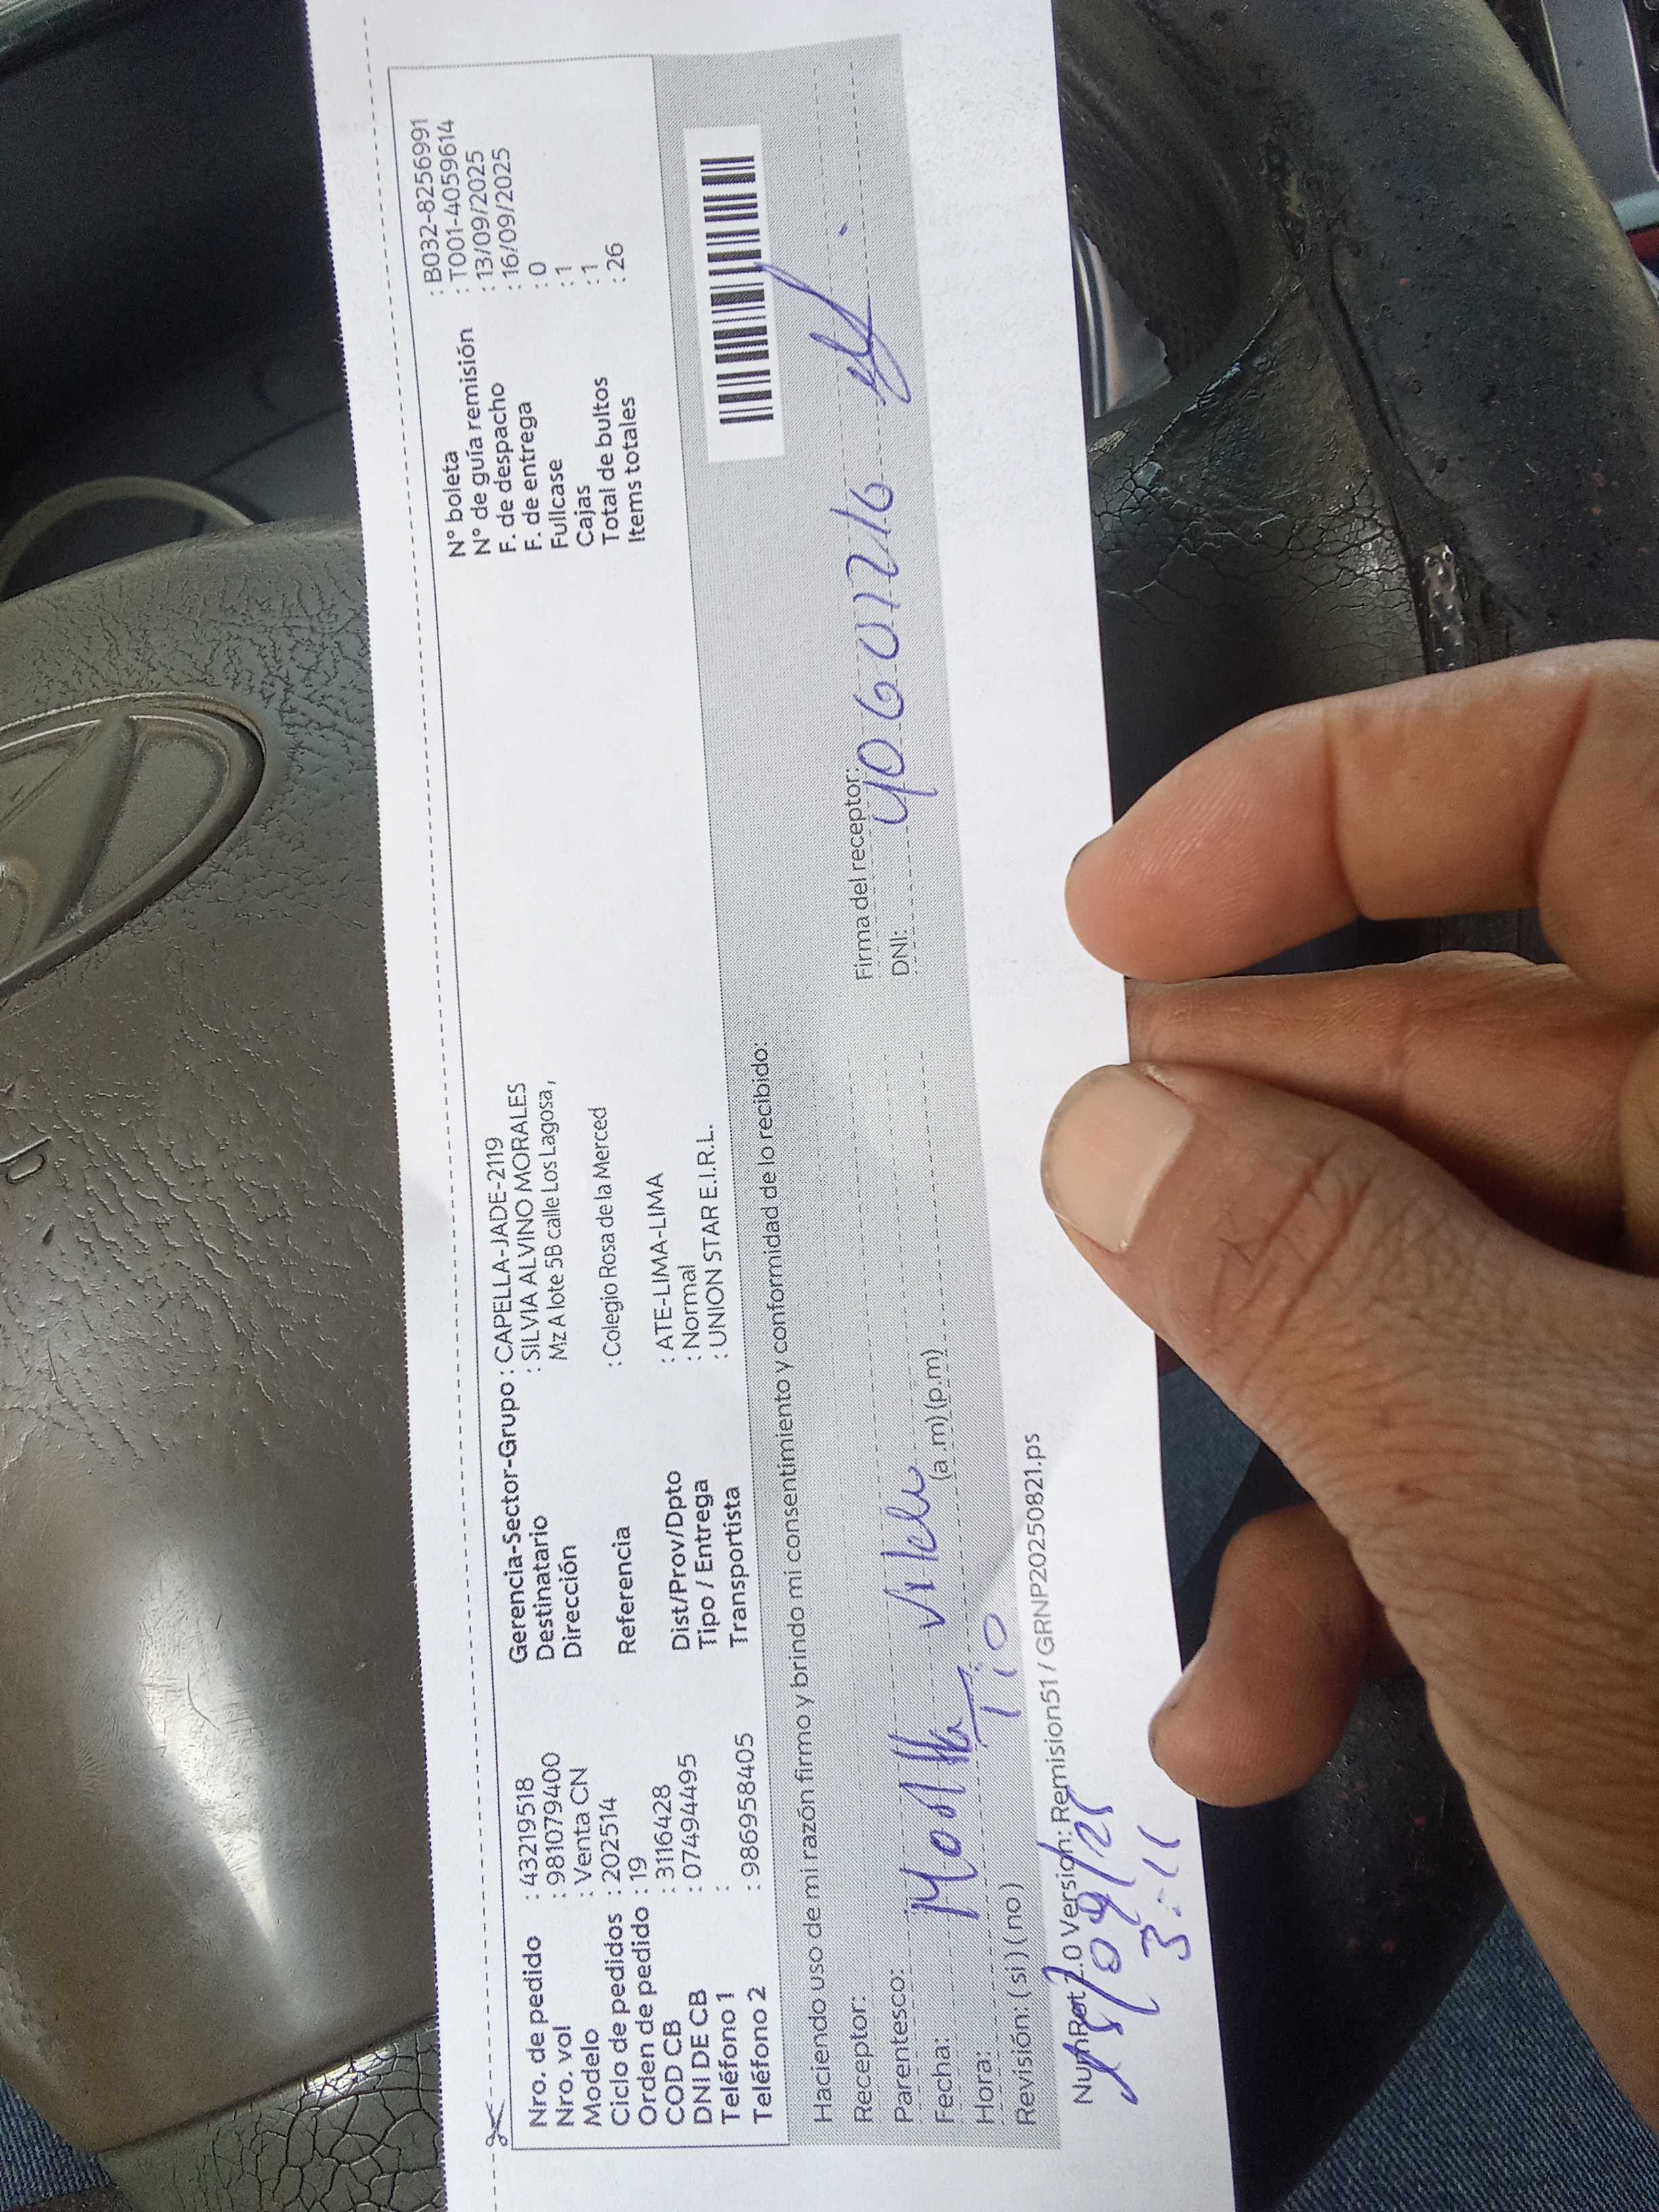 Nro. de pedido : 43219518
Nro. vol : 981079400
Modelo : Venta CN
Ciclo de pedidos : 202514
Orden de pedido : 19
COD CB : 3116428
DNI DE CB : 07494495
Teléfono 1 :
Teléfono 2 : 986958405
Gerencia-Sector-Grupo : CAPELLA-JADE-2119
Destinatario : SILVIA ALVINO MORALES
Dirección Mz A lote 5B calle Los Lagosa,
Referencia : Colegio Rosa de la Merced
Dist/Prov/Dpto : ATE-LIMA-LIMA
Tipo / Entrega : Normal
Transportista : UNION STAR E.I.R.L.
N° boleta : B032-8256991
N° de guía remisión : T001-4059614
F. de despacho : 13/09/2025
F. de entrega : 16/09/2025
Fullcase : 0
Cajas : 1
Total de bultos : 1
Items totales : 26
Haciendo uso de mi razón firmo y brindo mi consentimiento y conformidad de lo recibido:
Receptor:
Parentesco:
Fecha: Tio
Hora: (a.m) (p.m)
Revisión: ( si ) ( no )
Firma del receptor:
DNI: 40601216
NumRet 2.0 Version: Remision51 / GRNP20250821.ps
3:11